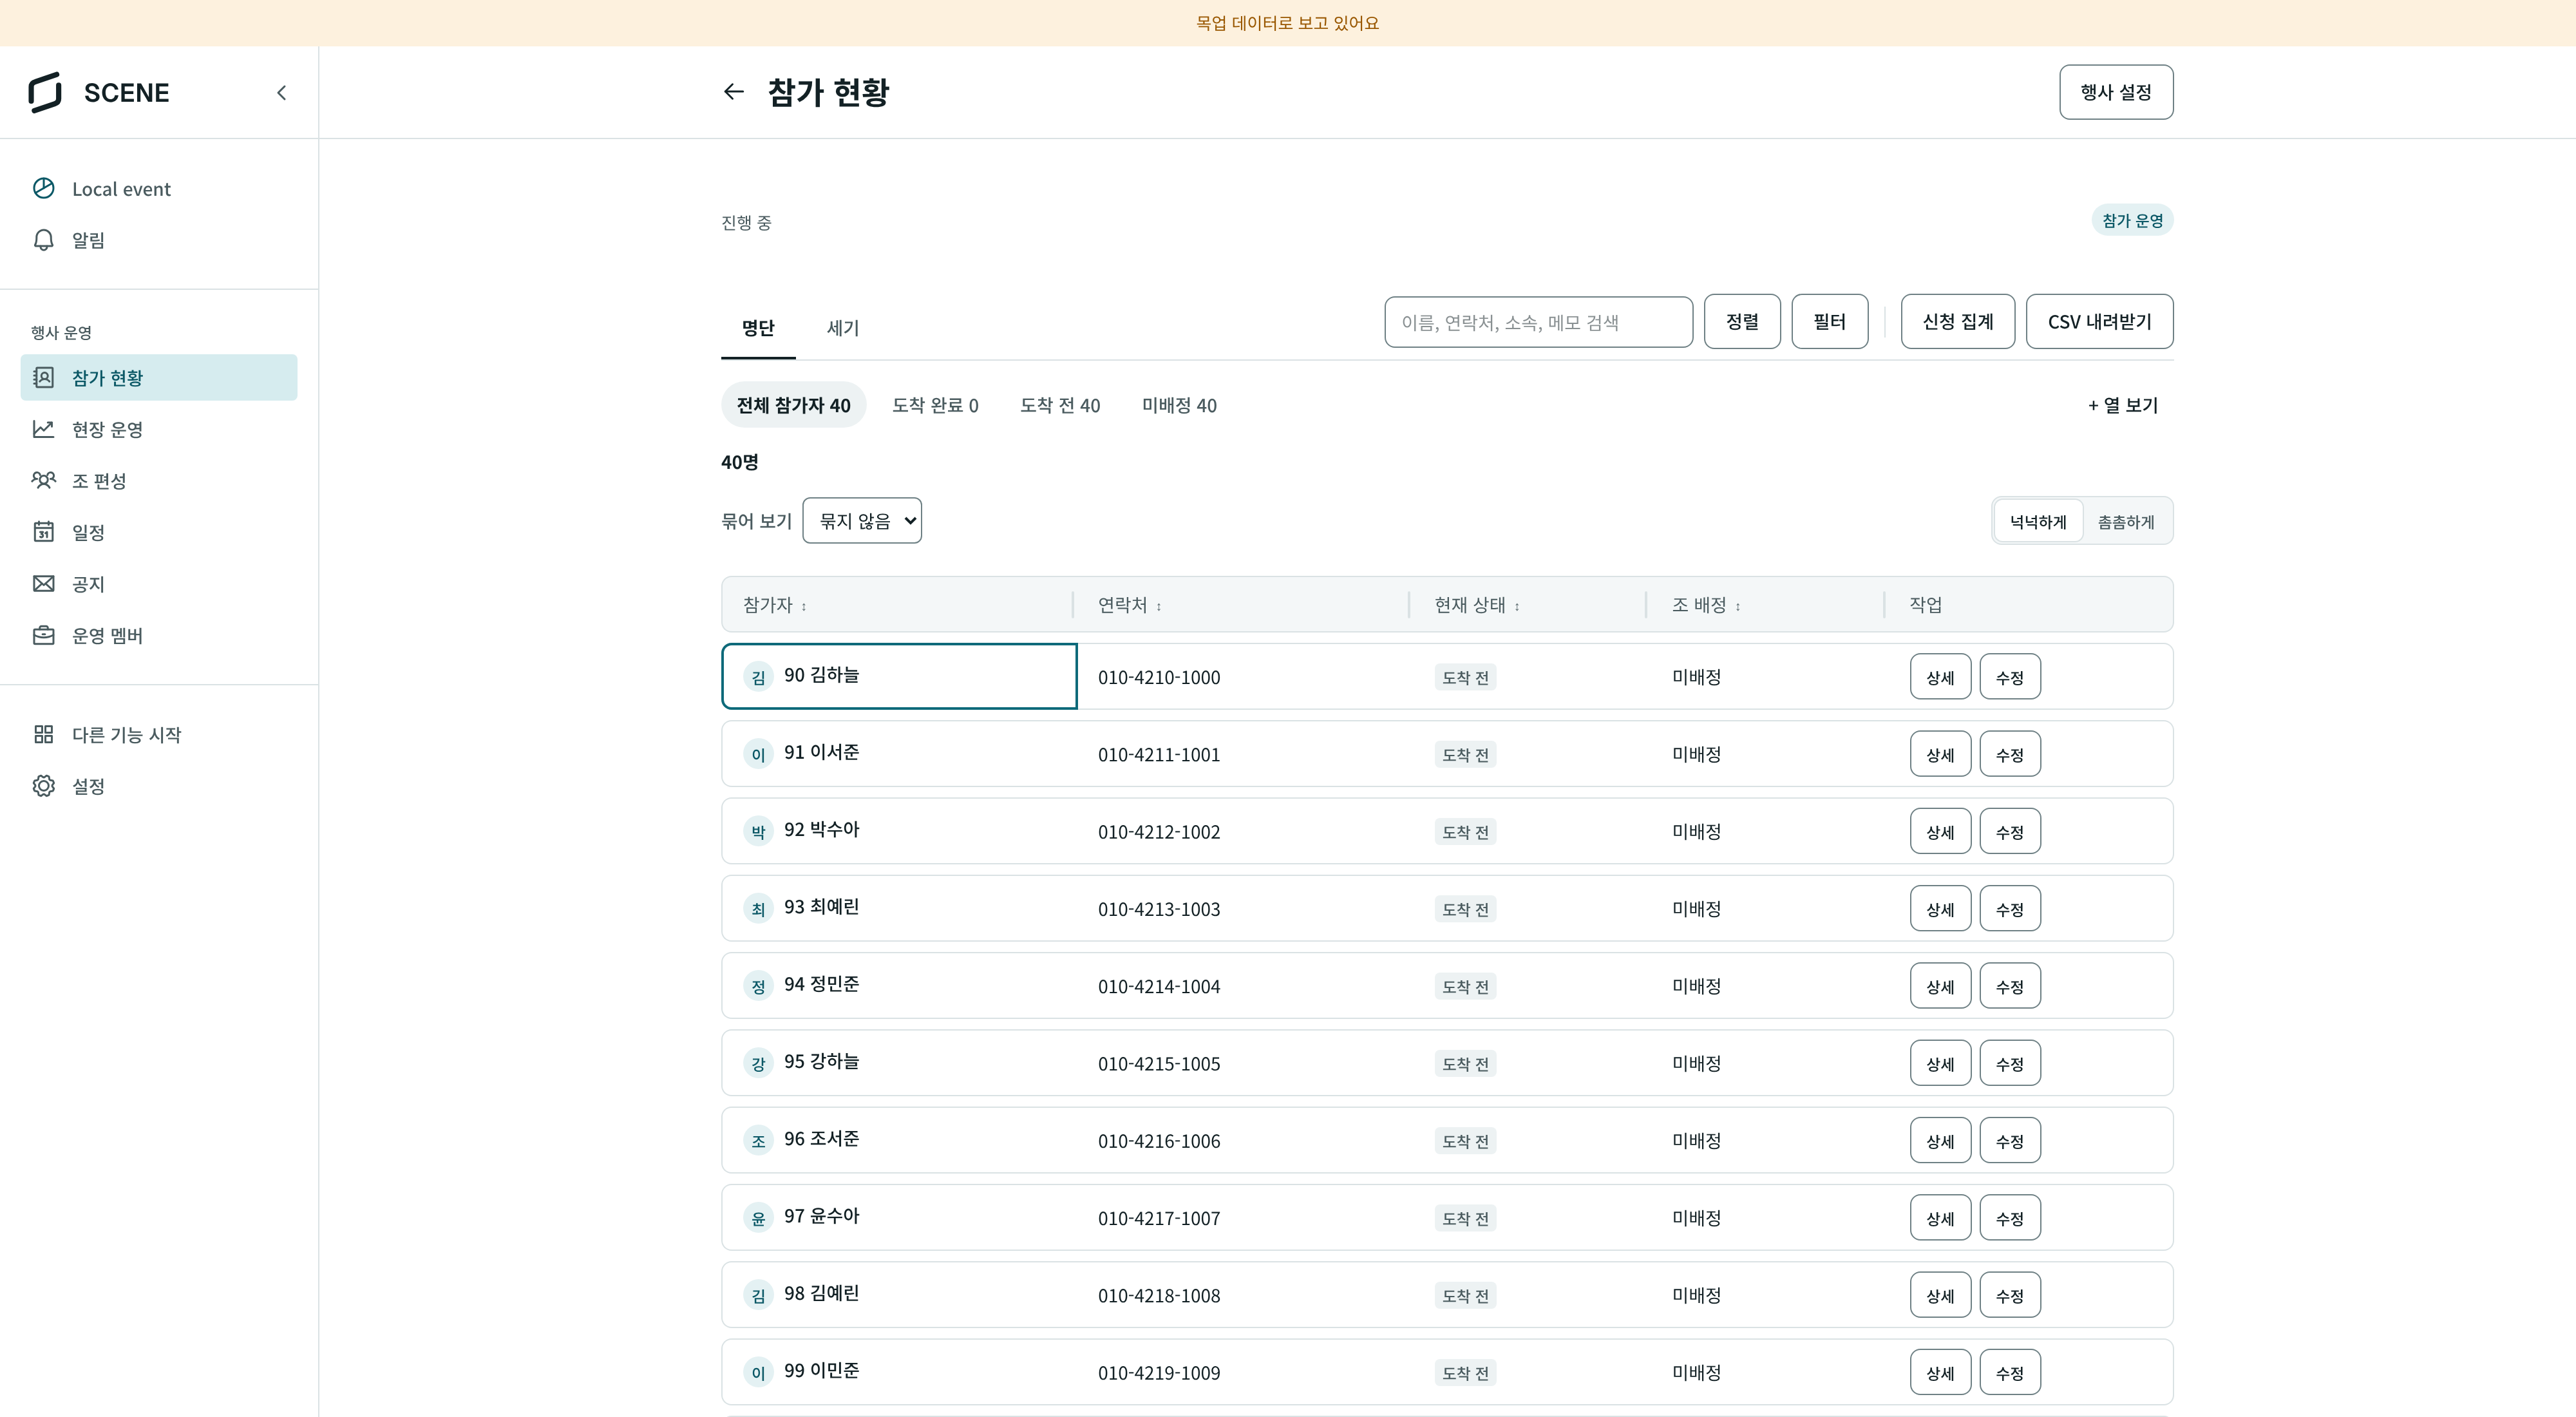 목업 데이터로 보고 있어요
SCENE
참가 현황
행사 설정
Local event
알림
행사 운영
참가 현황
현장 운영
조 편성
일정
공지
운영 멤버
다른 기능 시작
설정
진행 중
참가 운영
명단 세기
이름, 연락처, 소속, 메모 검색 정렬 필터 신청 집계 CSV 내려받기
전체 참가자 40 도착 완료 0 도착 전 40 미배정 40 + 열 보기
40명
묶어 보기 묶지 않음 넉넉하게 촘촘하게
참가자 ↕ 연락처 ↕ 현재 상태 ↕ 조 배정 ↕ 작업
김 90 김하늘 010-4210-1000 도착 전 미배정 상세 수정
이 91 이서준 010-4211-1001 도착 전 미배정 상세 수정
박 92 박수아 010-4212-1002 도착 전 미배정 상세 수정
최 93 최예린 010-4213-1003 도착 전 미배정 상세 수정
정 94 정민준 010-4214-1004 도착 전 미배정 상세 수정
강 95 강하늘 010-4215-1005 도착 전 미배정 상세 수정
조 96 조서준 010-4216-1006 도착 전 미배정 상세 수정
윤 97 윤수아 010-4217-1007 도착 전 미배정 상세 수정
김 98 김예린 010-4218-1008 도착 전 미배정 상세 수정
이 99 이민준 010-4219-1009 도착 전 미배정 상세 수정